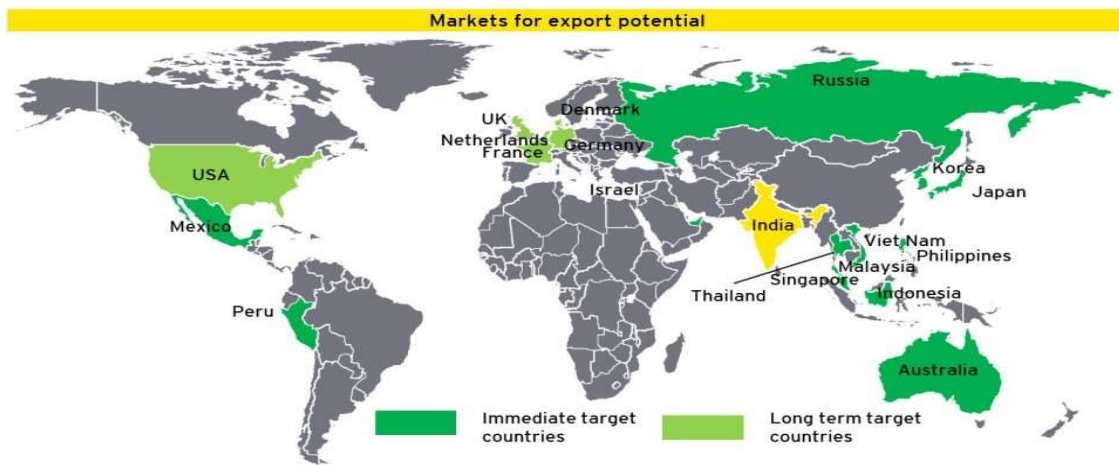 Markets for export potential
Russia
Denmark
UK
Netherlands
Germany
France
USA
Korea
Japan
Israel
Mexico
India
Viet Nam
Philippines
Malaysia
Singapore
Thailand
Indonesia
Peru
Australia
Immediate target
countries
Long term target
countries